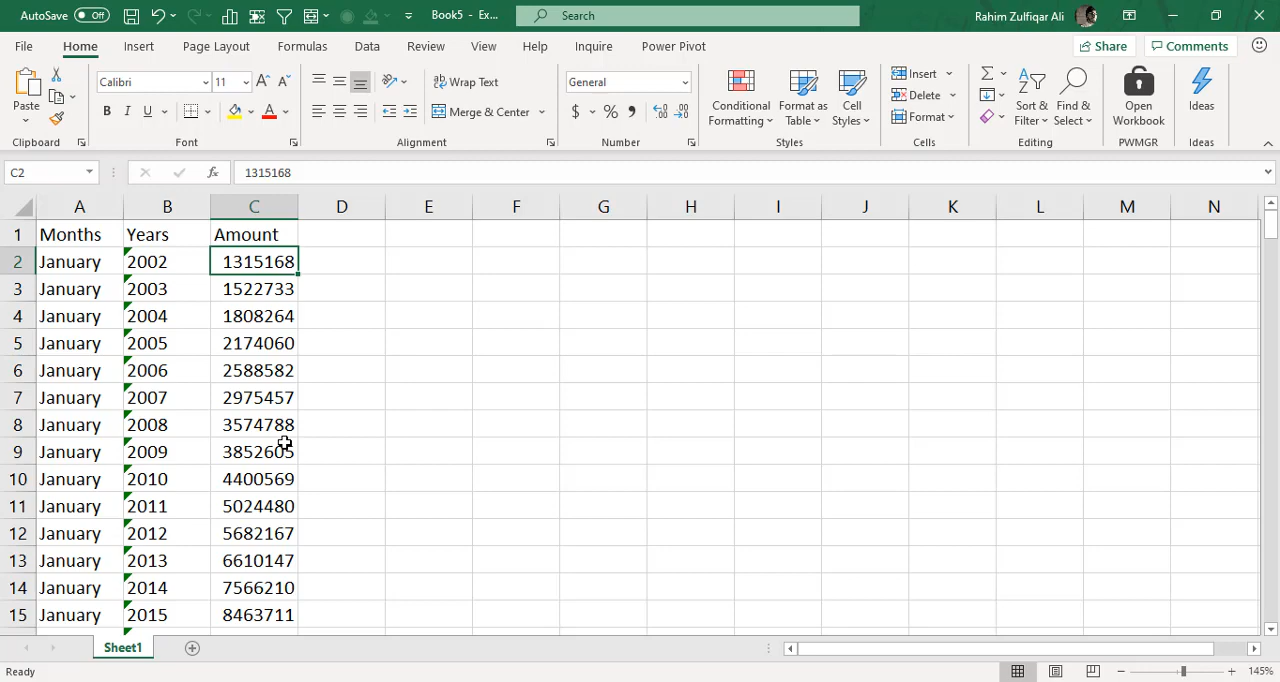 AutoSave Off Book5 - Ex... Search Rahim Zulfiqar Ali
File Home Insert Page Layout Formulas Data Review View Help Inquire Power Pivot Share Comments
Paste Calibri 11 Wrap Text General Conditional Formatting Format as Table Cell Styles Insert Sort & Filter Find & Select Open Workbook Ideas
B I U Merge & Center $ % Delete
Format
Clipboard Font Alignment Number Styles Cells Editing PWMGR Ideas
C2 fx 1315168
A B C D E F G H I J K L M N
1 Months Years Amount
2 January 2002 1315168
3 January 2003 1522733
4 January 2004 1808264
5 January 2005 2174060
6 January 2006 2588582
7 January 2007 2975457
8 January 2008 3574788
9 January 2009 3852605
10 January 2010 4400569
11 January 2011 5024480
12 January 2012 5682167
13 January 2013 6610147
14 January 2014 7566210
15 January 2015 8463711
Sheet1
Ready 145%